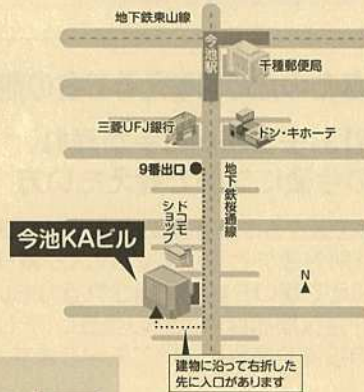 地下鉄東山線
今池駅
千種郵便局
三菱UFJ銀行
ドン・キホーテ
9番出口
地下鉄桜通線
ドコモ
ショップ
今池KAビル
N
建物に沿って右折した
先に入口があります